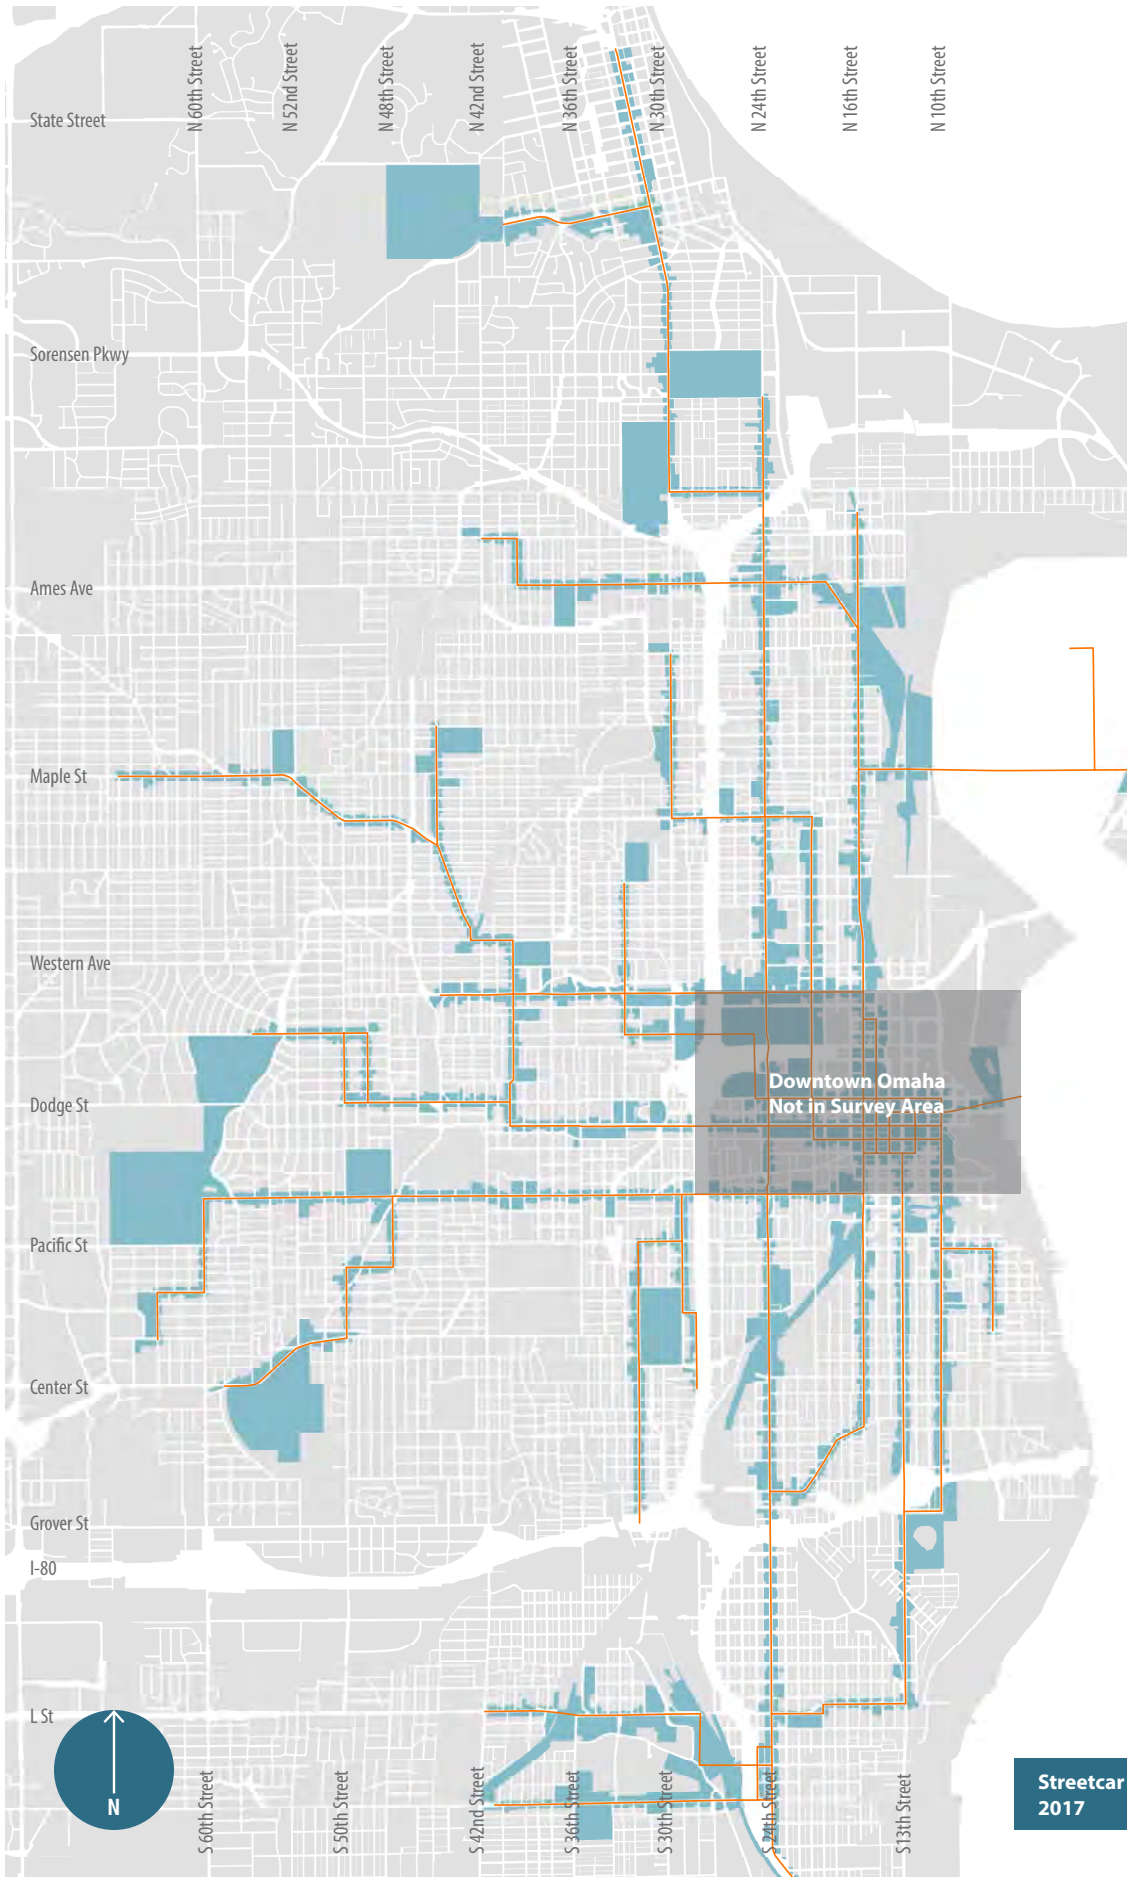 N 60th Street
N 52nd Street
N 48th Street
N 42nd Street
N 36th Street
N 30th Street
N 24th Street
N 16th Street
N 10th Street
State Street
Sorensen Pkwy
Ames Ave
Maple St
Western Ave
Downtown Omaha
Not in Survey Area
Dodge St
Pacific St
Center St
Grover St
I-80
L St
N
S 60th Street
S 50th Street
S 42nd Street
S 36th Street
S 30th Street
S 24th Street
S 13th Street
Streetcar
2017